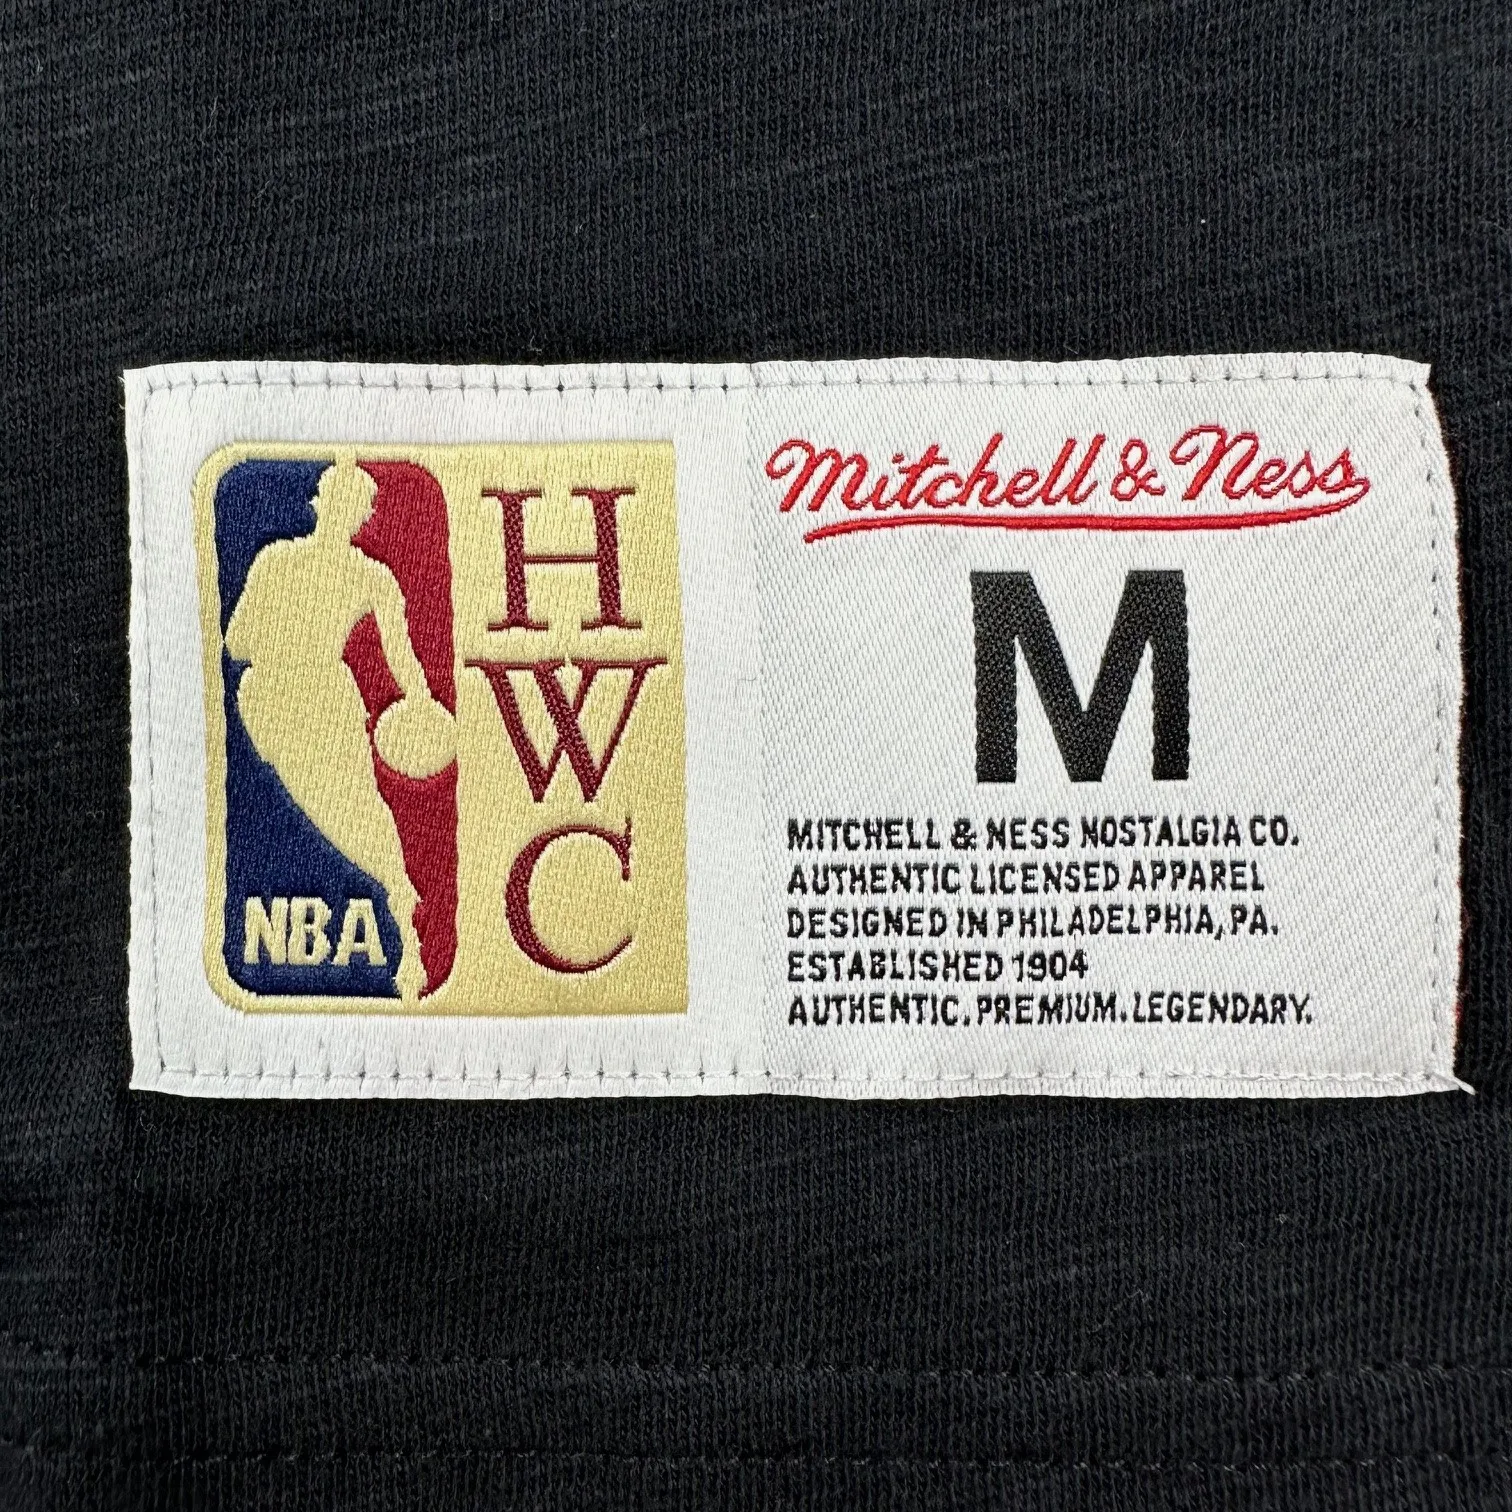 H
W
C
NBA
Mitchell & Ness
M
MITCHELL & NESS NOSTALGIA CO.
AUTHENTIC LICENSED APPAREL
DESIGNED IN PHILADELPHIA, PA.
ESTABLISHED 1904
AUTHENTIC. PREMIUM. LEGENDARY.